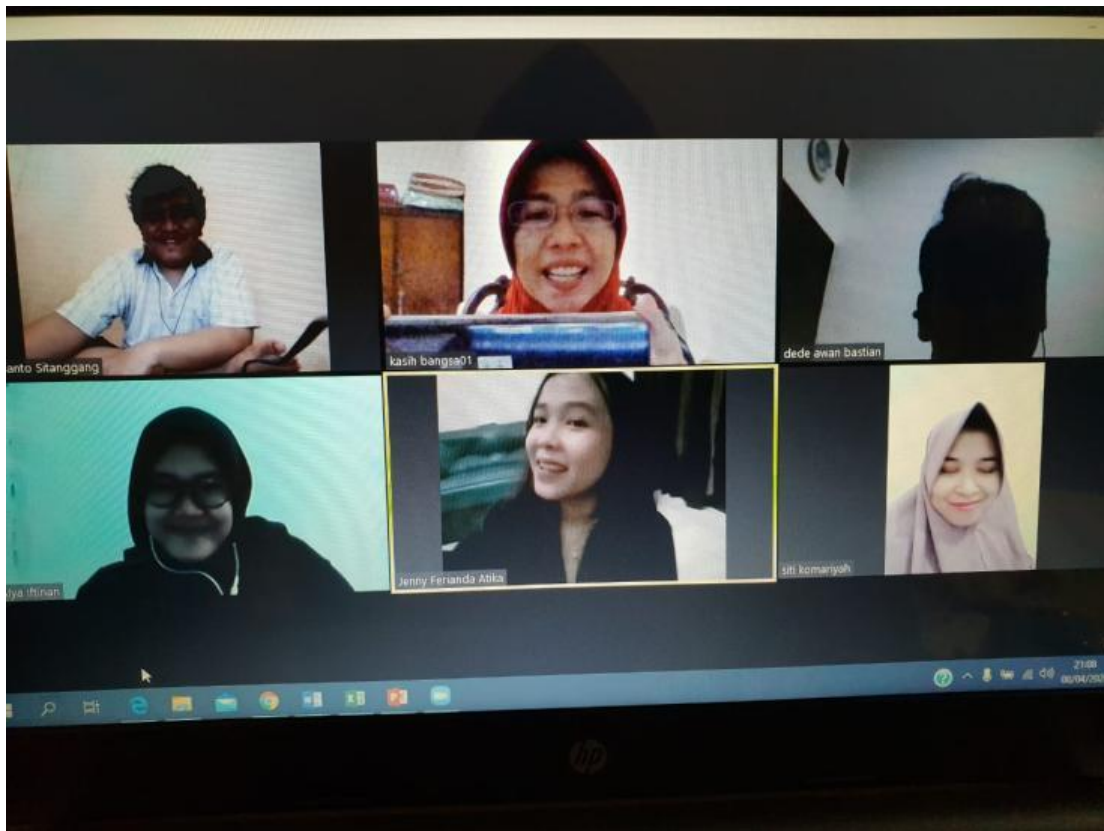 anto Sitanggang
kasih bangsa01
dede awan bastian
lya Iftinan
Jenny Ferianda Atika
siti komariyah
21:08
hp